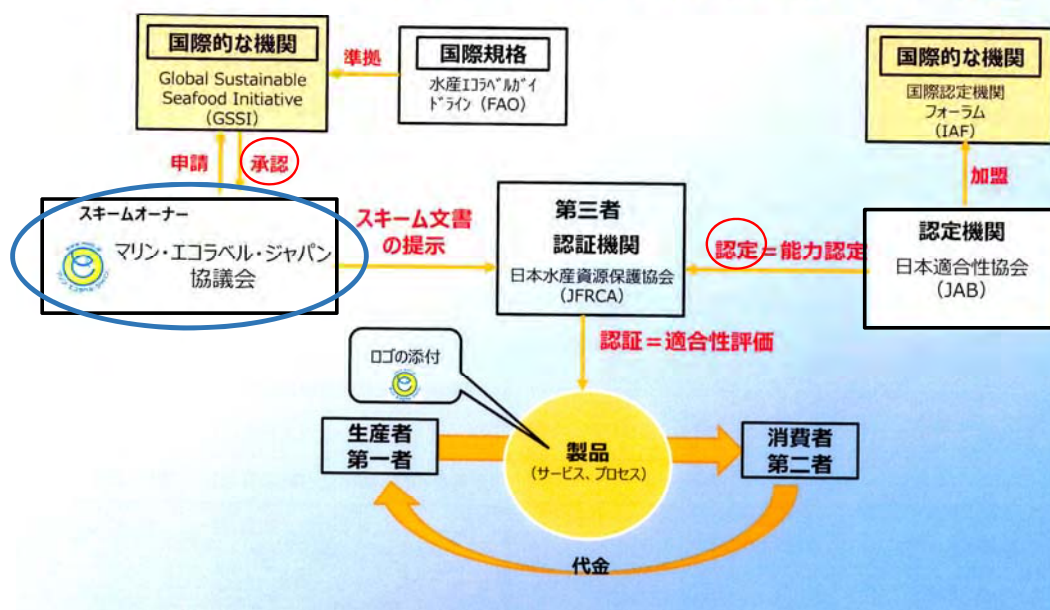 国際的な機関
Global Sustainable
Seafood Initiative
(GSSI)
準拠
国際規格
水産エコラベルガイ
ドライン (FAO)
国際的な機関
国際認定機関
フォーラム
(IAF)
申請
承認
加盟
スキームオーナー
マリン・エコラベル・ジャパン
協議会
スキーム文書
の提示
第三者
認証機関
日本水産資源保護協会
(JFRCA)
認定=能力認定
認定機関
日本適合性協会
(JAB)
認証=適合性評価
ロゴの添付
生産者
第一者
製品
(サービス、プロセス)
消費者
第二者
代金